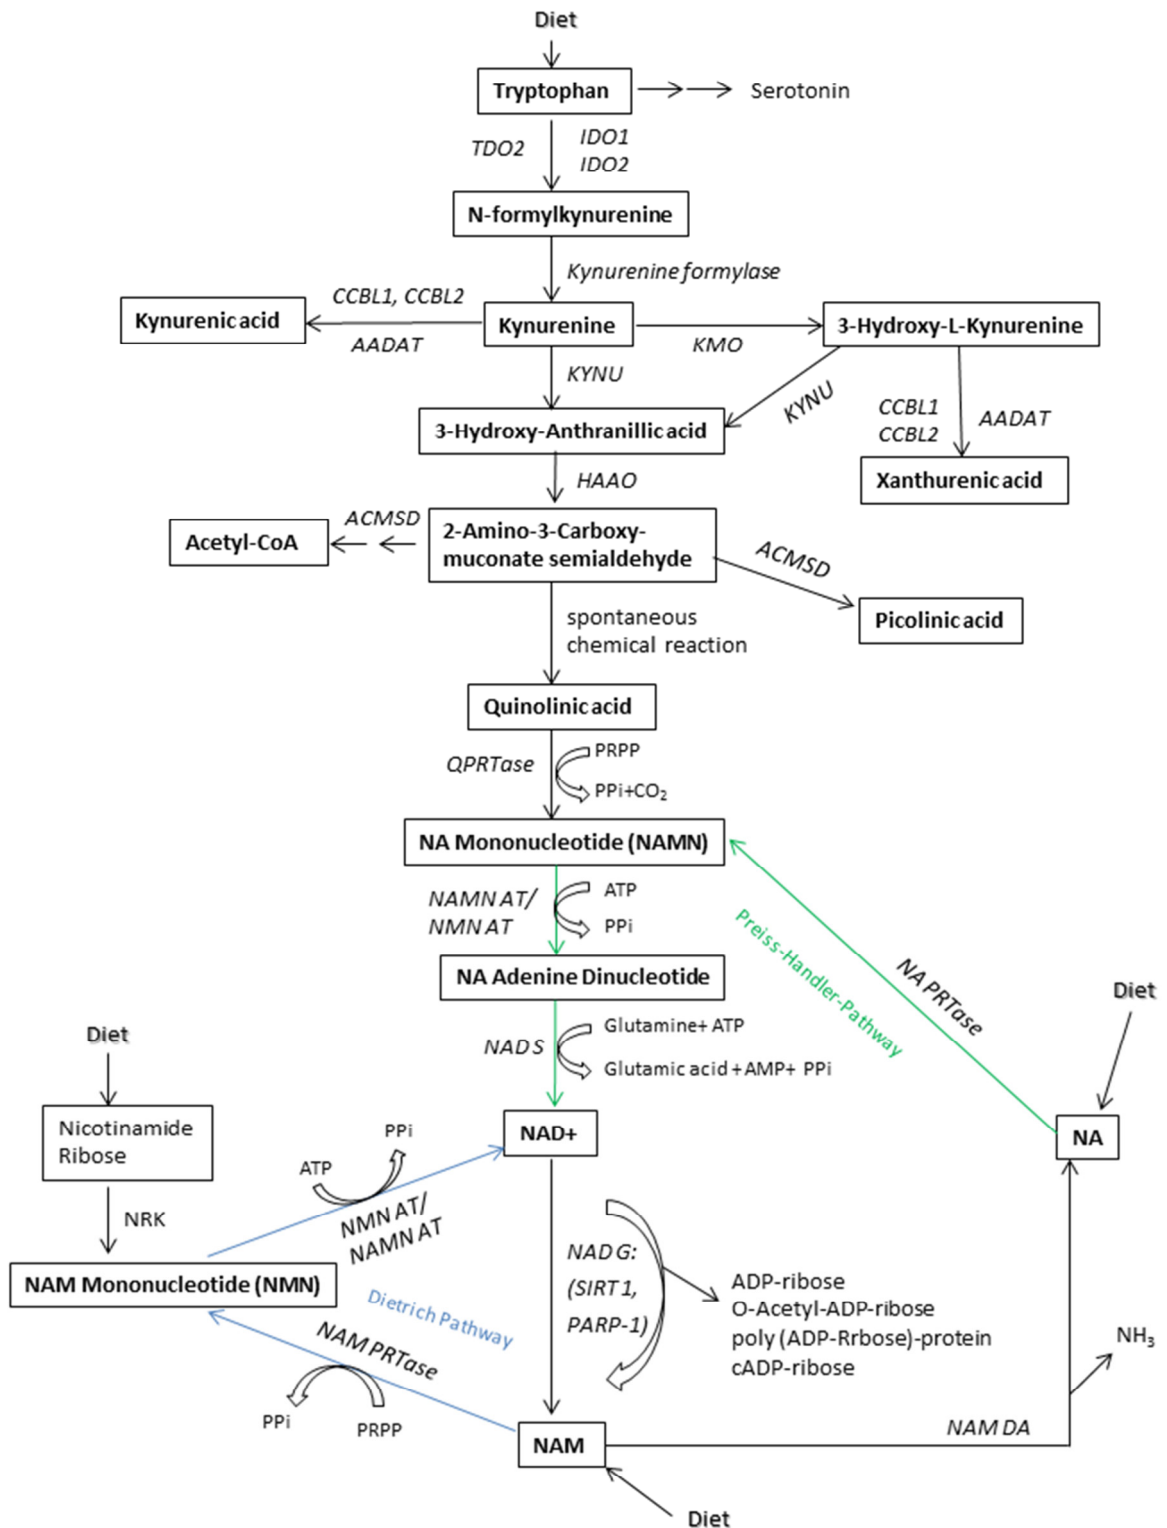 Diet
Tryptophan
Serotonin
TDO2
IDO1
IDO2
N-formylkynurenine
Kynurenine formylase
CCBL1, CCBL2
Kynurenic acid
AADAT
Kynurenine
KMO
3-Hydroxy-L-Kynurenine
KYNU
KYNU
CCBL1
CCBL2
AADAT
3-Hydroxy-Anthranillic acid
Xanthurenic acid
HAAO
ACMSD
Acetyl-CoA
2-Amino-3-Carboxy-
muconate semialdehyde
ACMSD
Picolinic acid
spontaneous
chemical reaction
Quinolinic acid
QPRTase
PRPP
PPi+CO₂
NA Mononucleotide (NAMN)
NAMN AT/
NMN AT
ATP
PPi
Preiss-Handler-Pathway
NA PRTase
NA Adenine Dinucleotide
NAD S
Glutamine+ ATP
Glutamic acid +AMP+ PPi
Diet
NA
Diet
Nicotinamide
Ribose
NRK
NAD+
ATP
PPi
NMN AT/
NAMN AT
NAM Mononucleotide (NMN)
Dietrich Pathway
NAM PRTase
PPi
PRPP
NAD G:
(SIRT 1,
PARP-1)
ADP-ribose
O-Acetyl-ADP-ribose
poly (ADP-Rrbose)-protein
cADP-ribose
NH₃
NAM DA
NAM
Diet